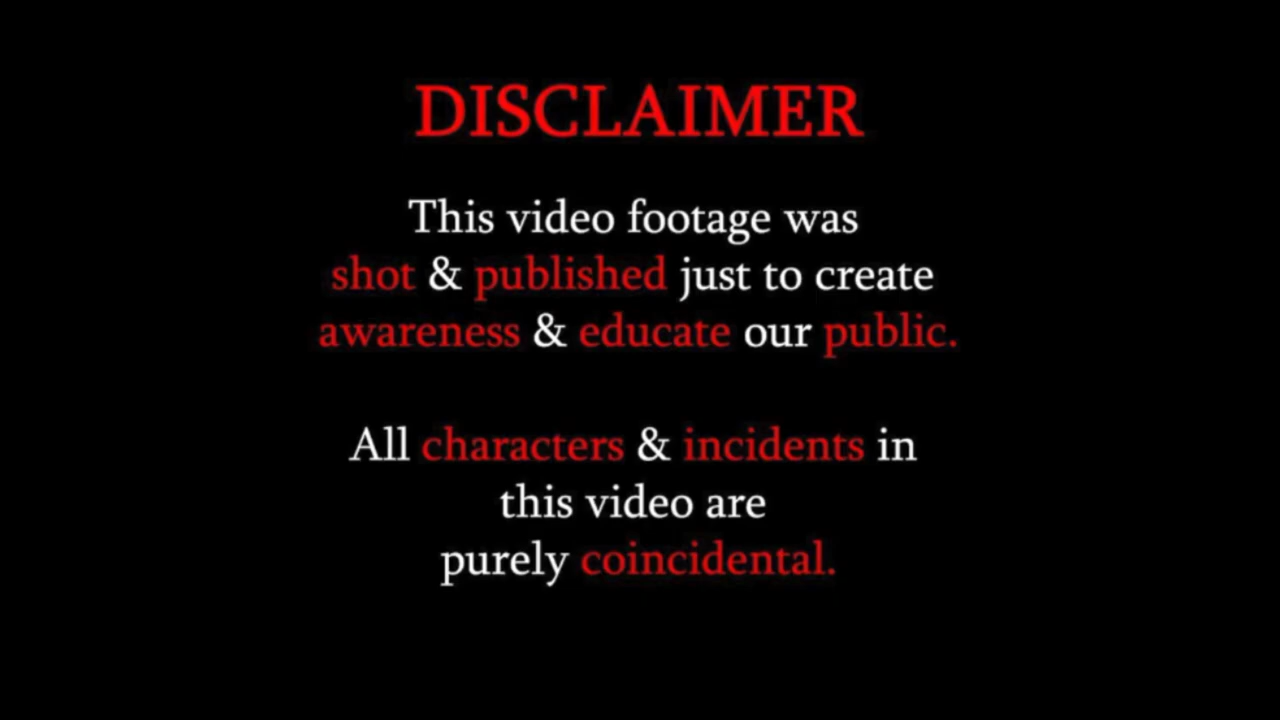 DISCLAIMER
This video footage was
shot & published just to create
awareness & educate our public.
All characters & incidents in
this video are
purely coincidental.